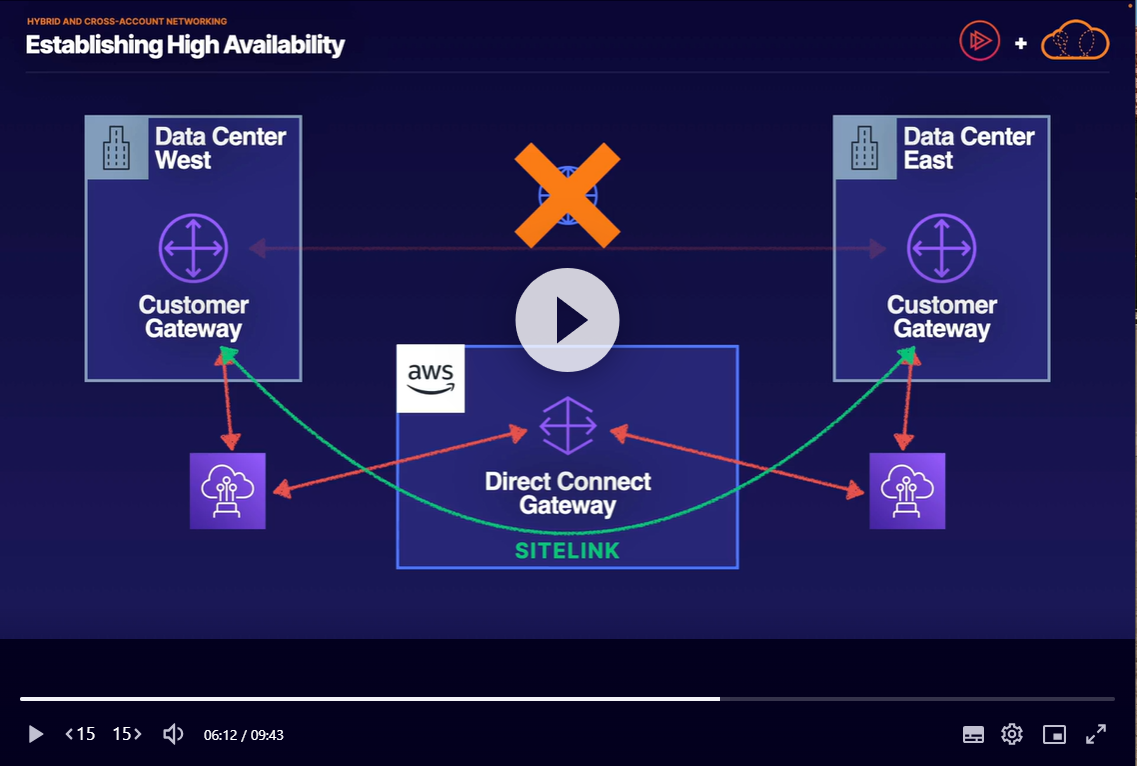 HYBRID AND CROSS-ACCOUNT NETWORKING
Establishing High Availability
+
Data Center
West
Customer
Gateway
Data Center
East
Customer
Gateway
aws
Direct Connect
Gateway
SITELINK
15
15
06:12 / 09:43